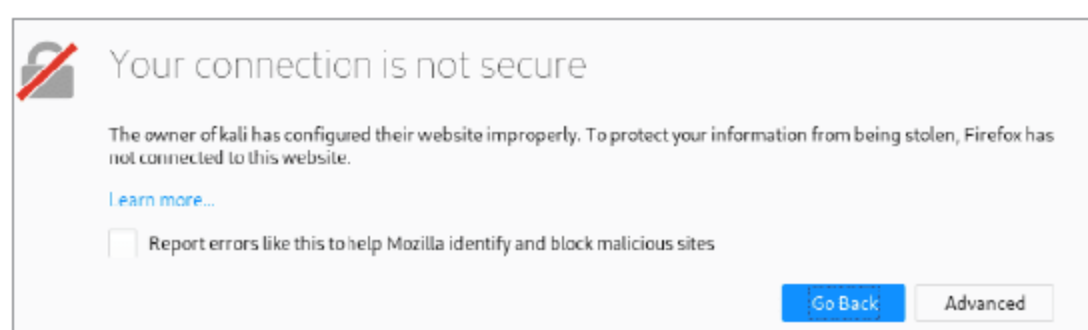 Your connection is not secure
The owner of kali has configured their website improperly. To protect your information from being stolen, Firefox has
not connected to this website.
Learn more...
Report errors like this to help Mozilla identify and block malicious sites
Go Back
Advanced